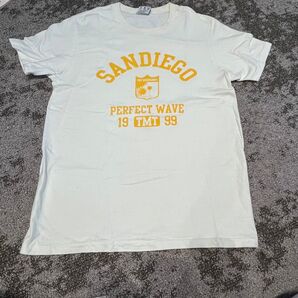 SANDIEGO
PERFECT WAVE
19 TMT 99